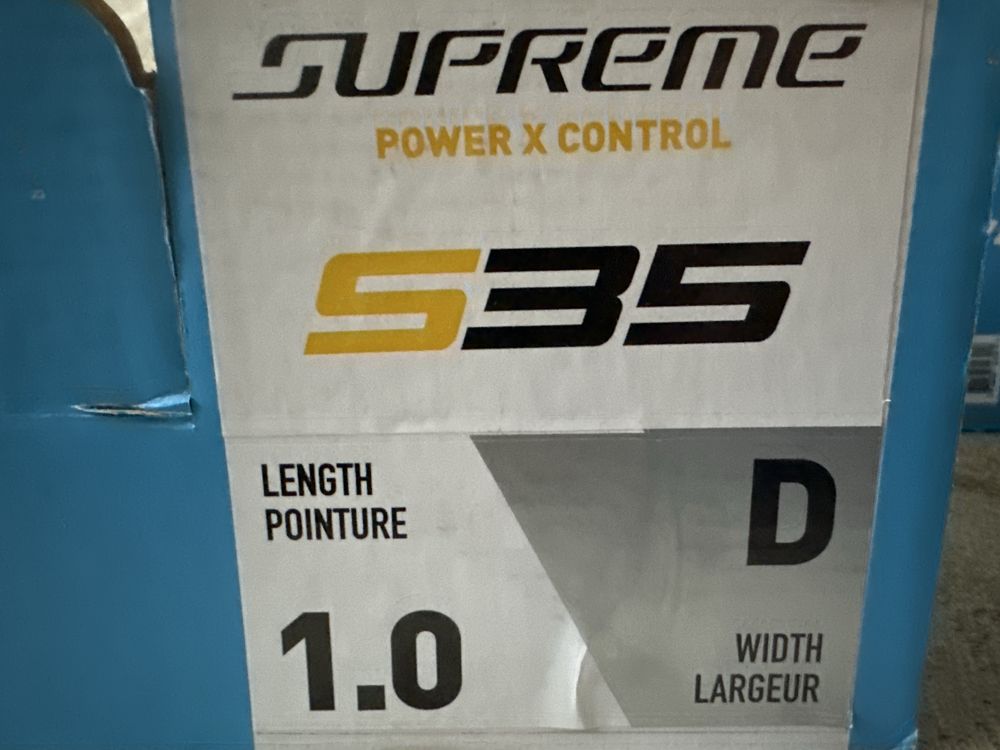 SUPREME
POWER X CONTROL
S35
LENGTH
POINTURE
1.0
D
WIDTH
LARGEUR